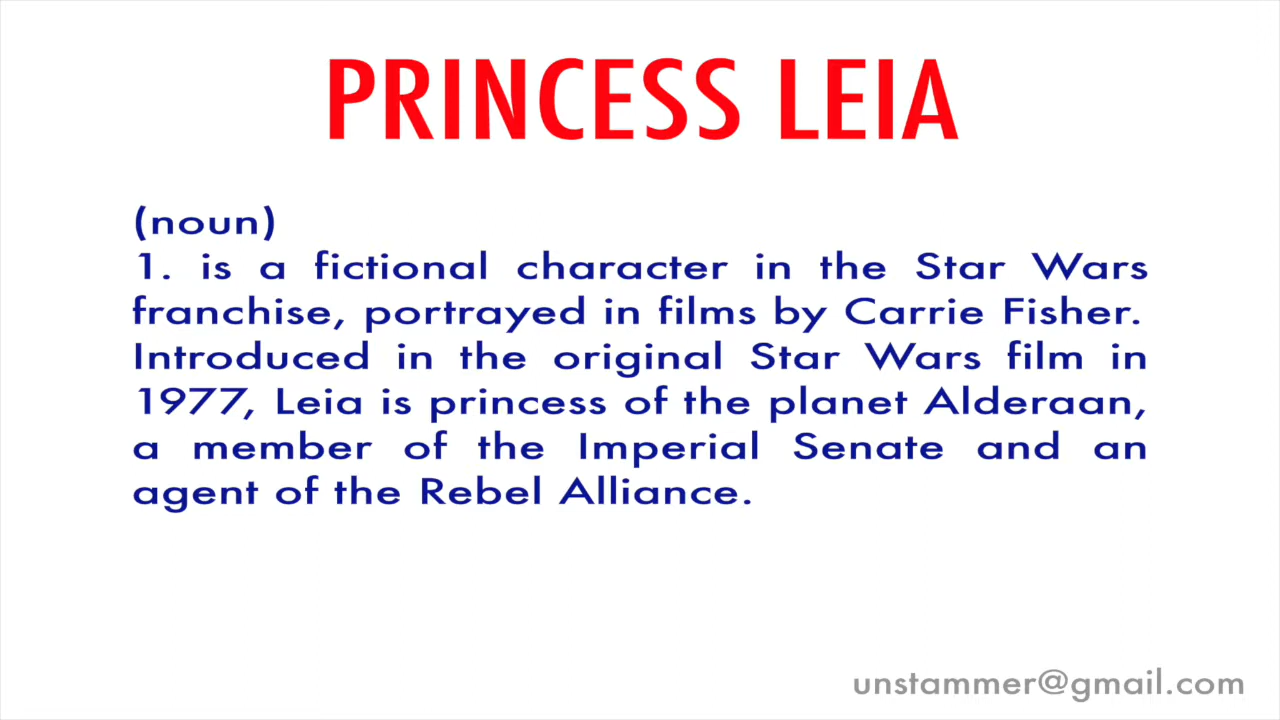 PRINCESS LEIA
(noun)
1. is a fictional character in the Star Wars
franchise, portrayed in films by Carrie Fisher.
Introduced in the original Star Wars film in
1977, Leia is princess of the planet Alderaan,
a member of the Imperial Senate and an
agent of the Rebel Alliance.
unstammer@gmail.com